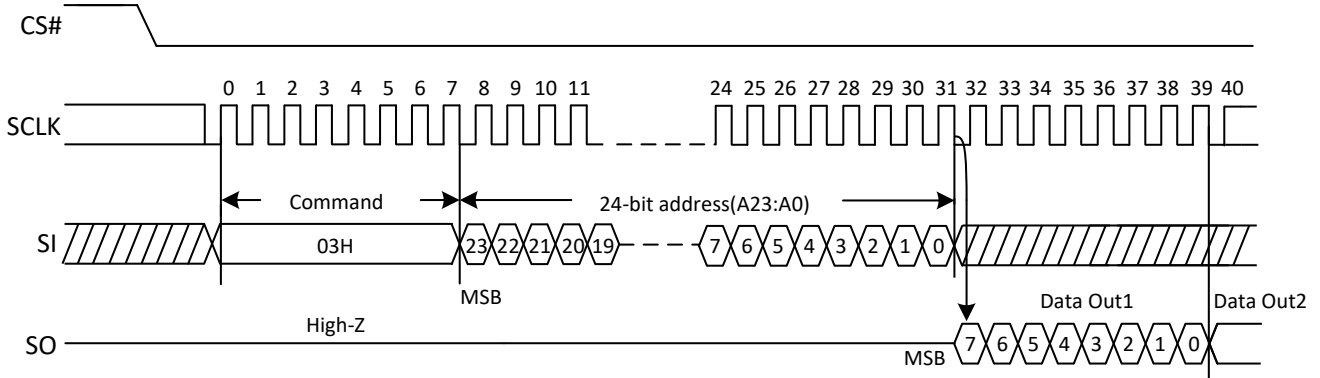 CS#
0 1 2 3 4 5 6 7 8 9 10 11 24 25 26 27 28 29 30 31 32 33 34 35 36 37 38 39 40
SCLK
Command 24-bit address(A23:A0)
SI 03H 23 22 21 20 19 7 6 5 4 3 2 1 0
MSB Data Out1 Data Out2
High-Z
SO MSB 7 6 5 4 3 2 1 0